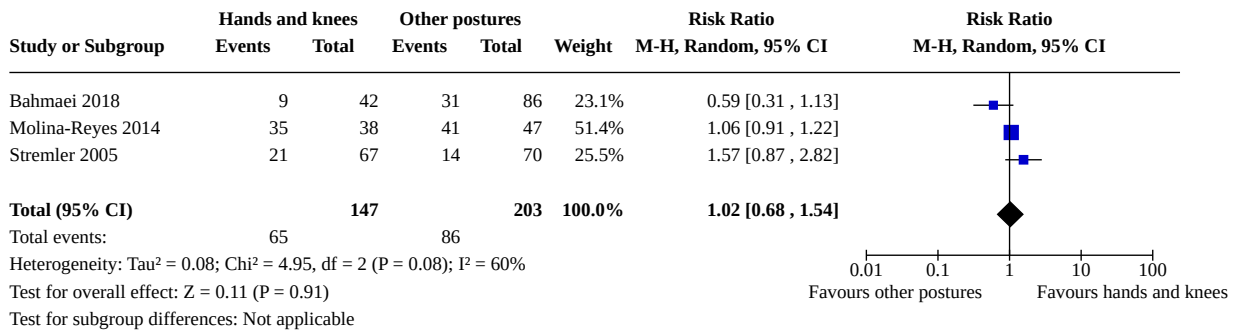 Hands and knees Other postures Risk Ratio Risk Ratio
Study or Subgroup Events Total Events Total Weight M-H, Random, 95% CI M-H, Random, 95% CI
Bahmaei 2018 9 42 31 86 23.1% 0.59 [0.31 , 1.13]
Molina-Reyes 2014 35 38 41 47 51.4% 1.06 [0.91 , 1.22]
Stremler 2005 21 67 14 70 25.5% 1.57 [0.87 , 2.82]
Total (95% CI) 147 203 100.0% 1.02 [0.68 , 1.54]
Total events: 65 86
Heterogeneity: Tau² = 0.08; Chi² = 4.95, df = 2 (P = 0.08); I² = 60%
0.01 0.1 1 10 100
Test for overall effect: Z = 0.11 (P = 0.91) Favours other postures Favours hands and knees
Test for subgroup differences: Not applicable